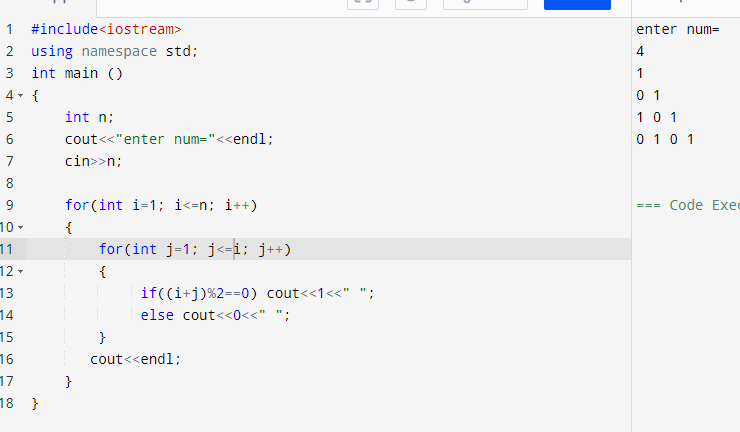 1 #include<iostream>
2 using namespace std;
3 int main ()
4 {
5 int n;
6 cout<<"enter num="<<endl;
7 cin>>n;
8
9 for(int i=1; i<=n; i++)
10 {
11 for(int j=1; j<=i; j++)
12 {
13 if((i+j)%2==0) cout<<1<<" ";
14 else cout<<0<<" ";
15 }
16 cout<<endl;
17 }
18 }
enter num=
4
1
0 1
1 0 1
0 1 0 1
=== Code Exec